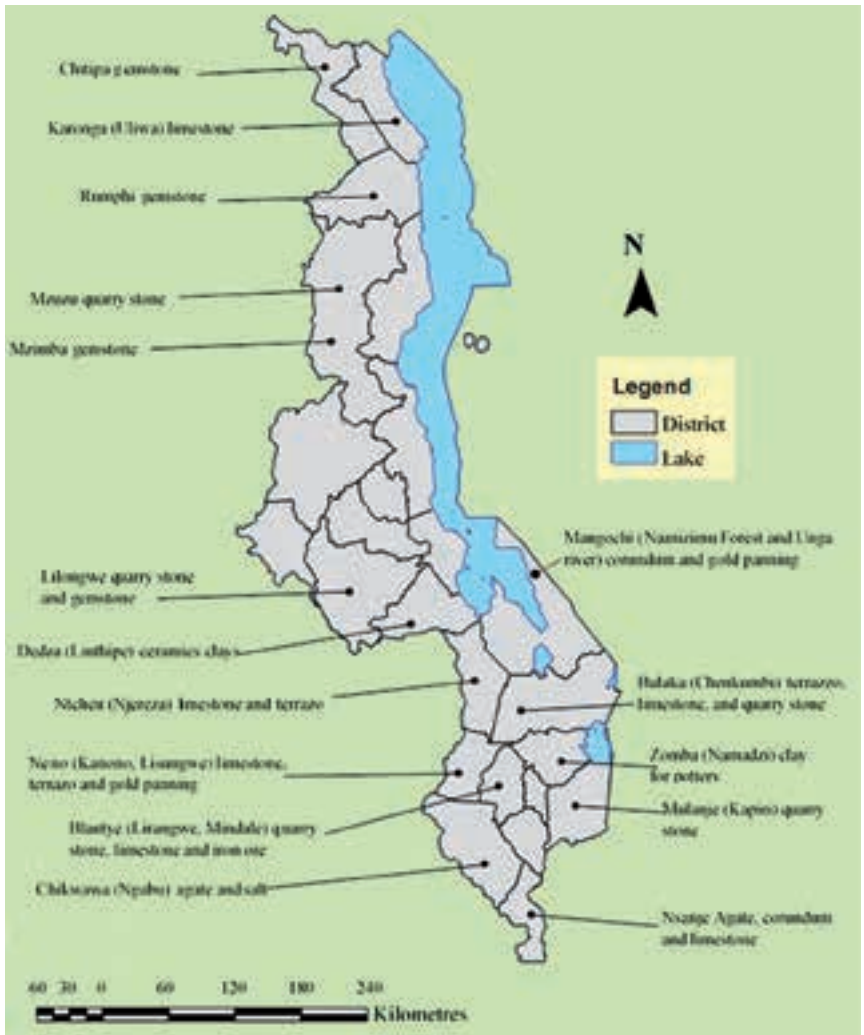 Chitipa gemstone
Karonga (Uliwa) limestone
Rumphi gemstone
Mzuzu quarry stone
Mzimba gemstone
N
Legend
District
Lake
Mangochi (Namizimu Forest and Unga
river) corundum and gold panning
Lilongwe quarry stone
and gemstone
Dedza (Linthipe) ceramics clays
Ntcheu (Njereza) limestone and terrazo
Balaka (Chenkumbi) terrazzo,
limestone, and quarry stone
Neno (Kanono, Lisungwe) limestone,
terrazo and gold panning
Zomba (Namadzi) clay
for potters
Blantye (Lirangwe, Mindale) quarry
stone, limestone and iron ore
Mulanje (Kapiro) quarry
stone
Chikwawa (Ngabu) agate and salt
Nsanje Agate, corundum
and limestone
60 30 0 60 120 180 240
Kilometres